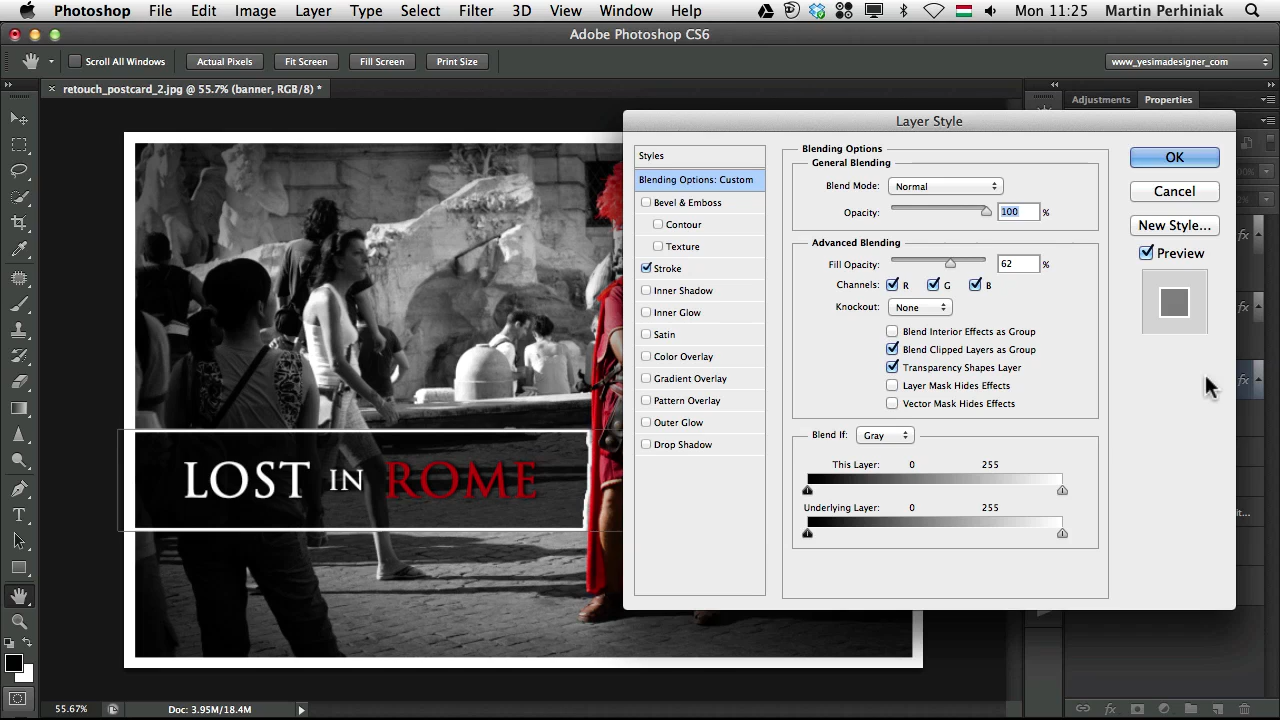 Photoshop File Edit Image Layer Type Select Filter 3D View Window Help Mon 11:25 Martin Perhiniak
Adobe Photoshop CS6
Scroll All Windows Actual Pixels Fit Screen Fill Screen Print Size www_yesimadesigner_com
retouch_postcard_2.jpg @ 55.7% (banner, RGB/8) *
Adjustments Properties
Layer Style
Styles
Blending Options: Custom
Bevel & Emboss
Contour
Texture
Stroke
Inner Shadow
Inner Glow
Satin
Color Overlay
Gradient Overlay
Pattern Overlay
Outer Glow
Drop Shadow
Blending Options
General Blending
Blend Mode: Normal
Opacity: 100 %
Advanced Blending
Fill Opacity: 62 %
Channels: R G B
Knockout: None
Blend Interior Effects as Group
Blend Clipped Layers as Group
Transparency Shapes Layer
Layer Mask Hides Effects
Vector Mask Hides Effects
Blend If: Gray
This Layer: 0 255
Underlying Layer: 0 255
OK
Cancel
New Style...
Preview
fx
fx
fx
LOST IN ROME
55.67% Doc: 3.95M/18.4M
fx